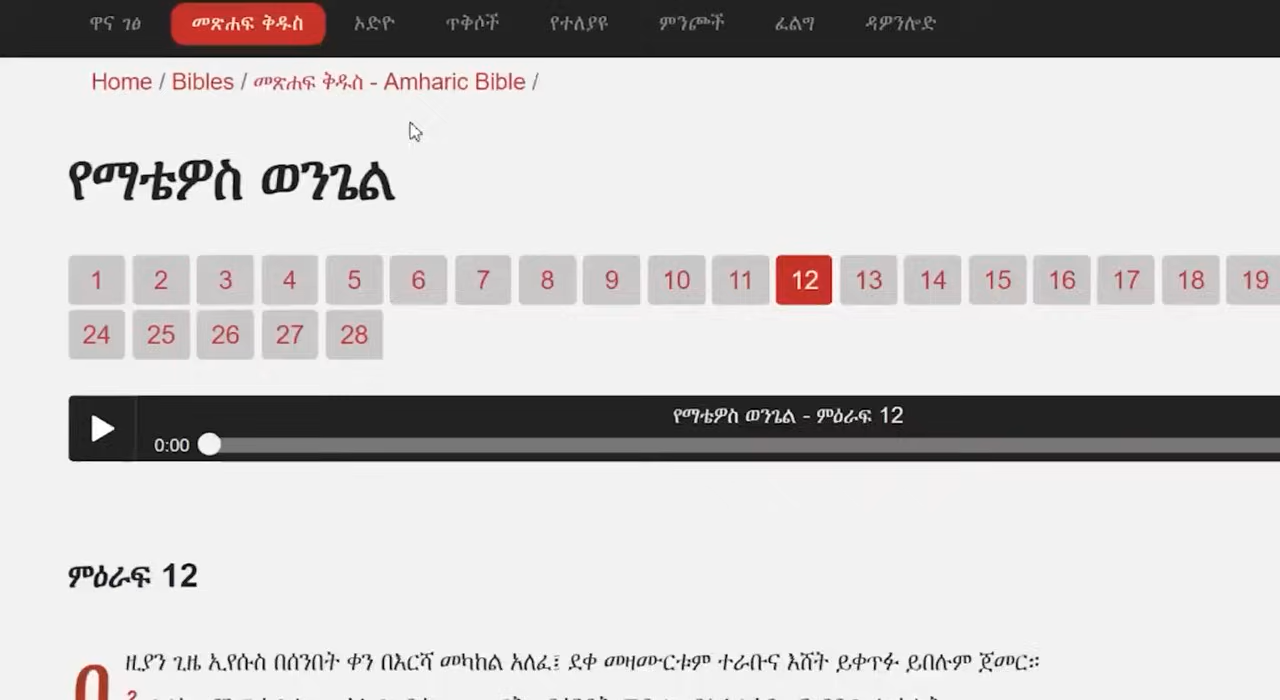 ዋና ገፅ መጽሐፍ ቅዱስ ኦድዮ ጥቅሶች የተለያዩ ምንጮች ፈልግ ዳዎንሎድ
Home / Bibles / መጽሐፍ ቅዱስ - Amharic Bible /
የማቴዎስ ወንጌል
1 2 3 4 5 6 7 8 9 10 11 12 13 14 15 16 17 18 19
24 25 26 27 28
የማቴዎስ ወንጌል - ምዕራፍ 12
0:00
ምዕራፍ 12
ዚያን ጊዜ ኢየሱስ በሰንበት ቀን በእርሻ መካከል አለፈ፤ ደቀ መዛሙርቱም ተራቡና እሸት ይቀጥፉ ይበሉም ጀመር።
2